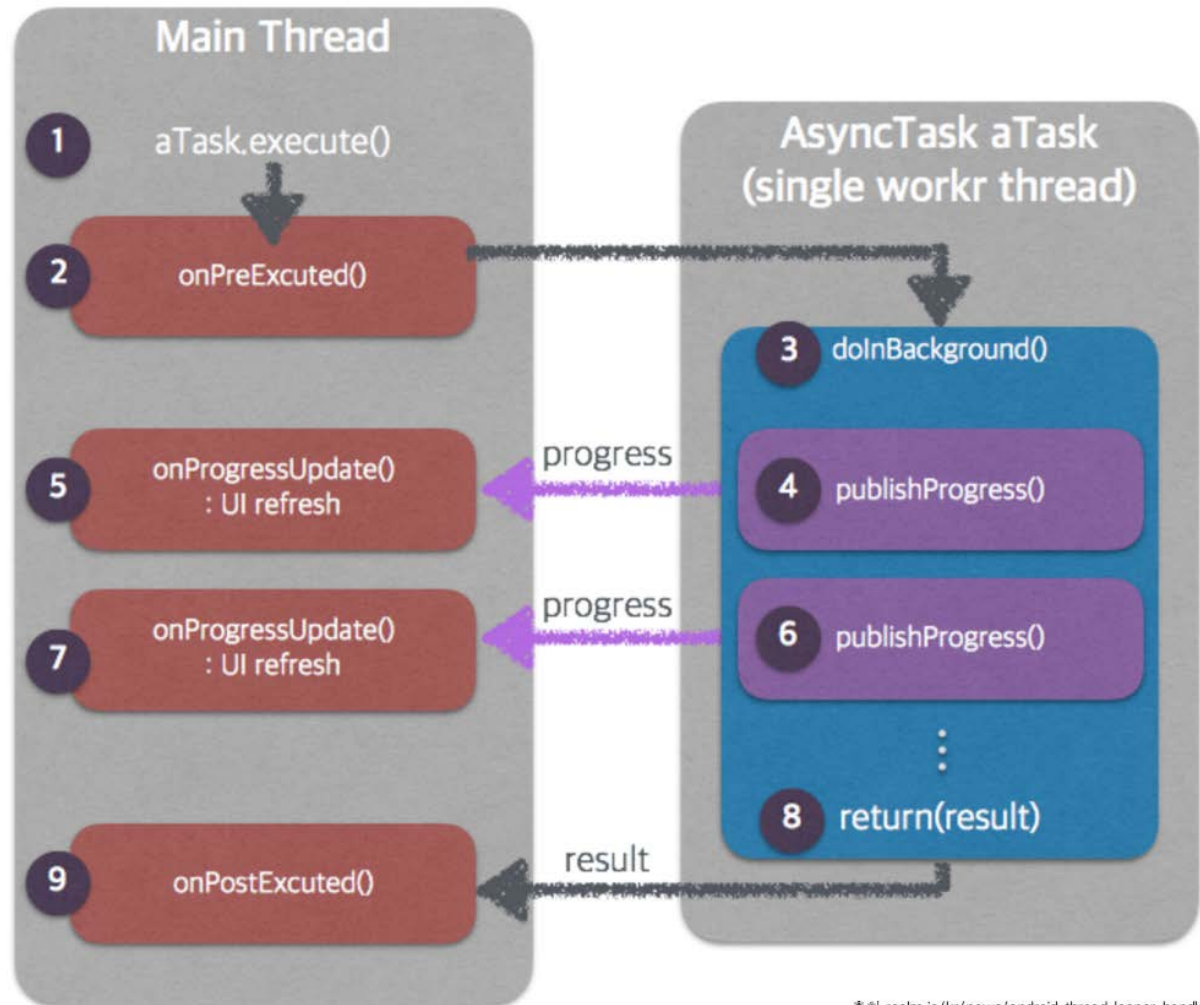 Main Thread
1
aTask.execute()
2
onPreExcuted()
AsyncTask aTask
(single workr thread)
3
doInBackground()
progress
4
publishProgress()
5
onProgressUpdate()
: UI refresh
progress
6
publishProgress()
7
onProgressUpdate()
: UI refresh
8
return(result)
result
9
onPostExcuted()